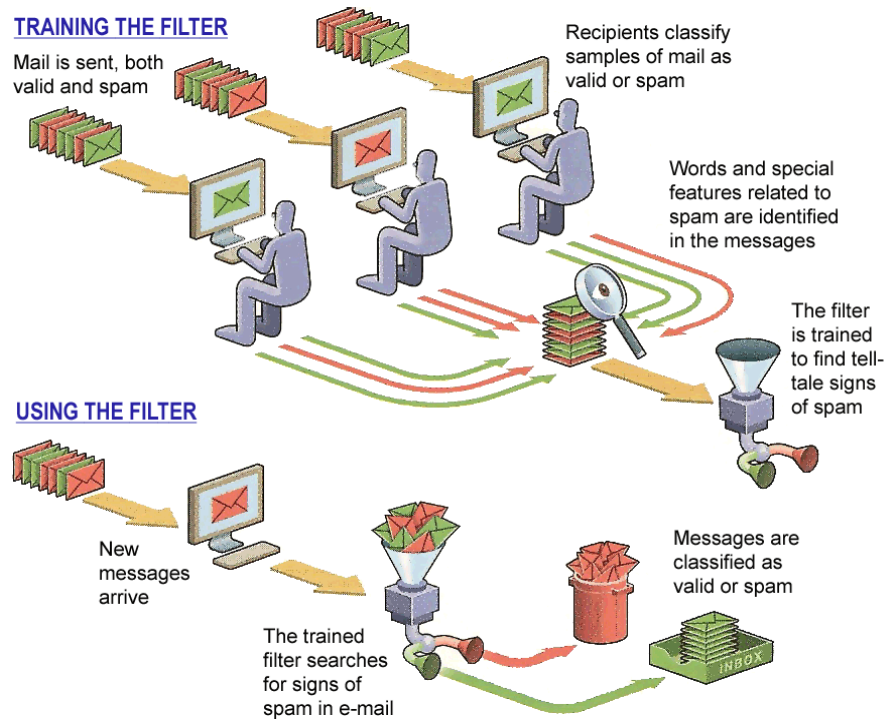 TRAINING THE FILTER
Mail is sent, both
valid and spam
Recipients classify
samples of mail as
valid or spam
Words and special
features related to
spam are identified
in the messages
The filter
is trained
to find tell-
tale signs
of spam
USING THE FILTER
New
messages
arrive
The trained
filter searches
for signs of
spam in e-mail
Messages are
classified as
valid or spam
INBOX